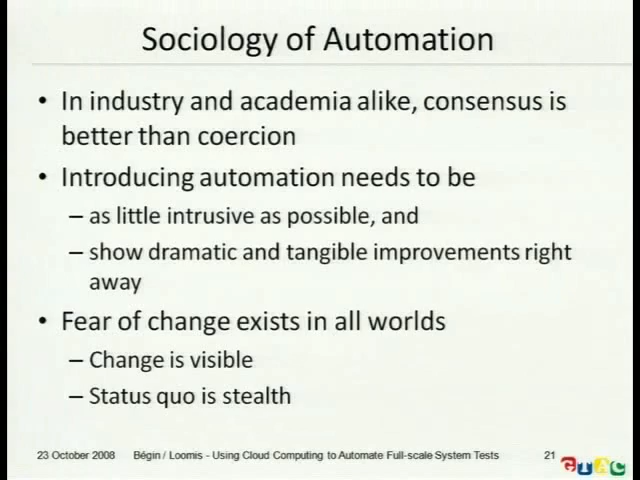 Sociology of Automation
• In industry and academia alike, consensus is
better than coercion
• Introducing automation needs to be
– as little intrusive as possible, and
– show dramatic and tangible improvements right
away
• Fear of change exists in all worlds
– Change is visible
– Status quo is stealth
23 October 2008 Bégin / Loomis - Using Cloud Computing to Automate Full-scale System Tests 21
GTAC